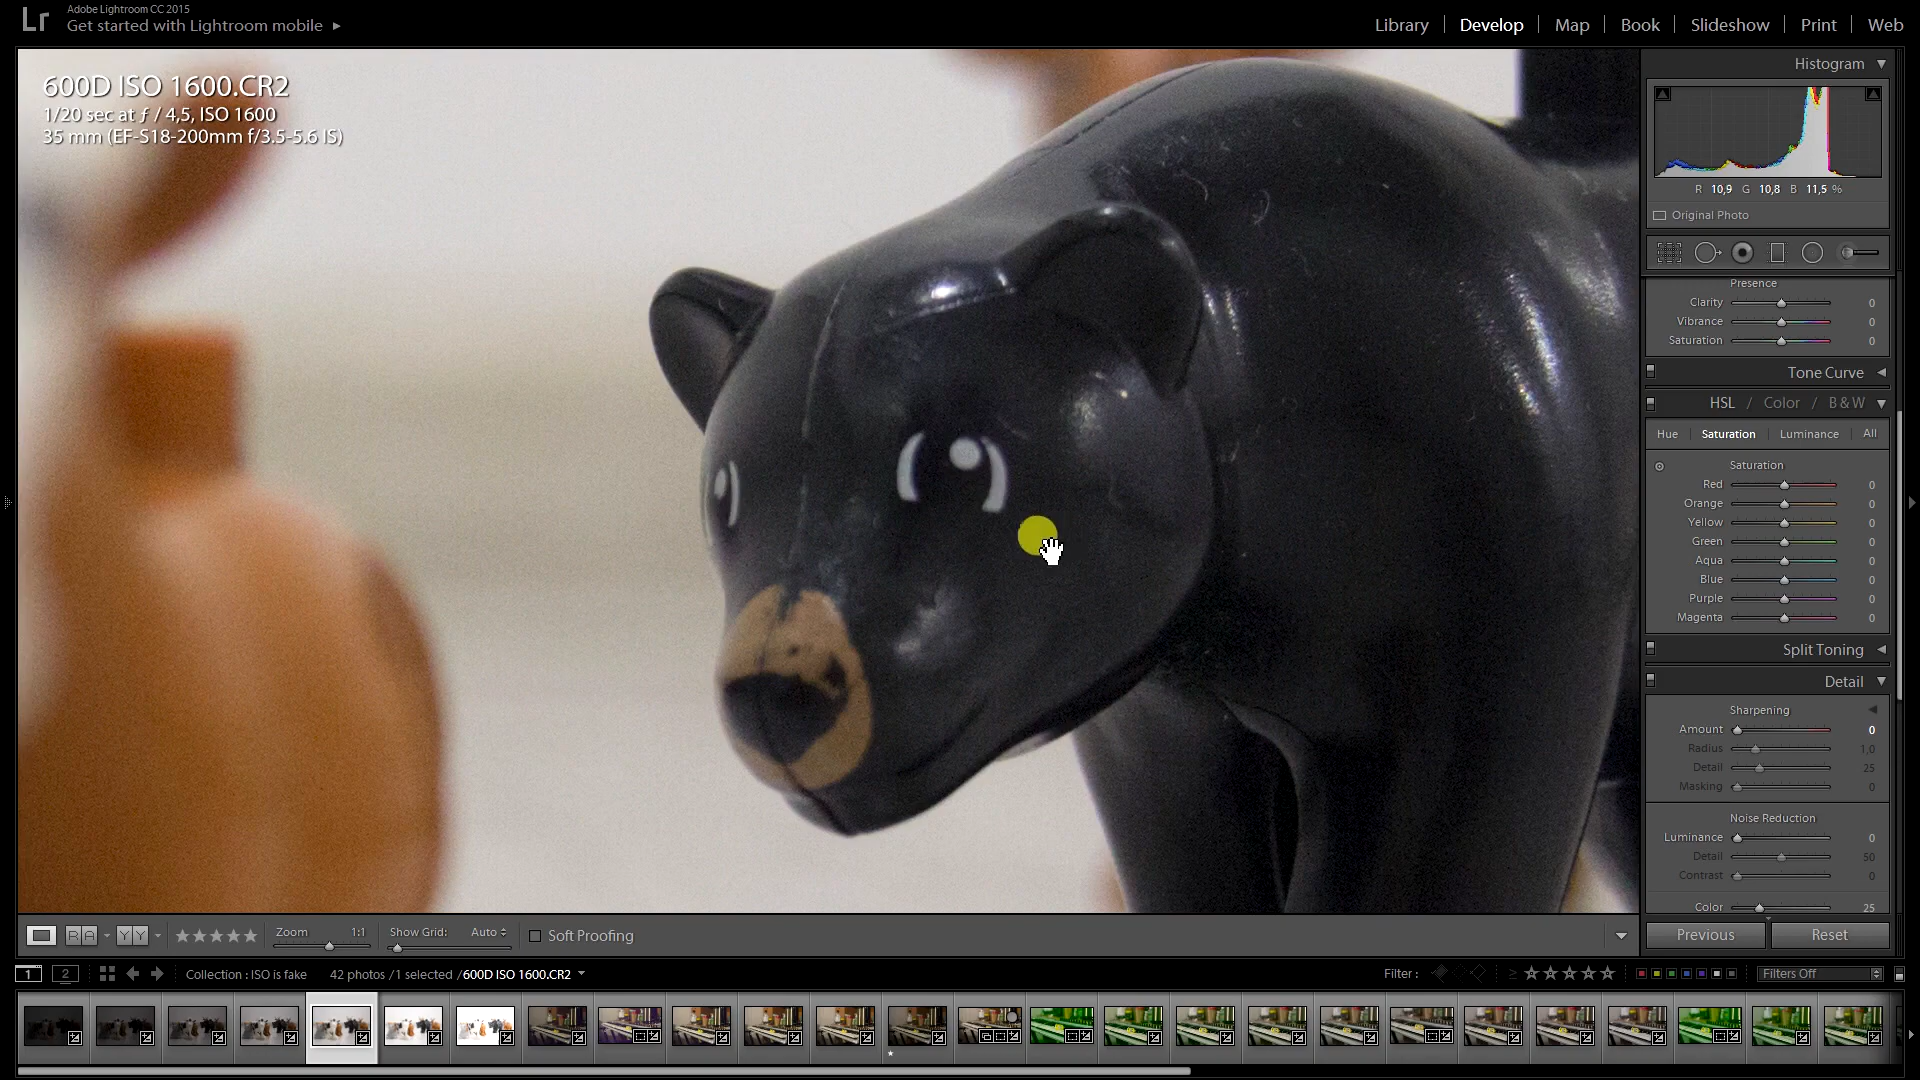 Lr
Adobe Lightroom CC 2015
Get started with Lightroom mobile
Library Develop Map Book Slideshow Print Web
600D ISO 1600.CR2
1/20 sec at ƒ / 4,5, ISO 1600
35 mm (EF-S18-200mm f/3.5-5.6 IS)
Histogram
R 10,9 G 10,8 B 11,5 %
Original Photo
Presence
Clarity 0
Vibrance 0
Saturation 0
Tone Curve
HSL / Color / B & W
Hue Saturation Luminance All
Saturation
Red 0
Orange 0
Yellow 0
Green 0
Aqua 0
Blue 0
Purple 0
Magenta 0
Split Toning
Detail
Sharpening
Amount 0
Radius 1,0
Detail 25
Masking 0
Noise Reduction
Luminance 0
Detail 50
Contrast 0
Color 25
Previous Reset
R A Y Y Zoom 1:1 Show Grid: Auto Soft Proofing
1 2 Collection : ISO is fake 42 photos / 1 selected / 600D ISO 1600.CR2 Filter : Filters Off